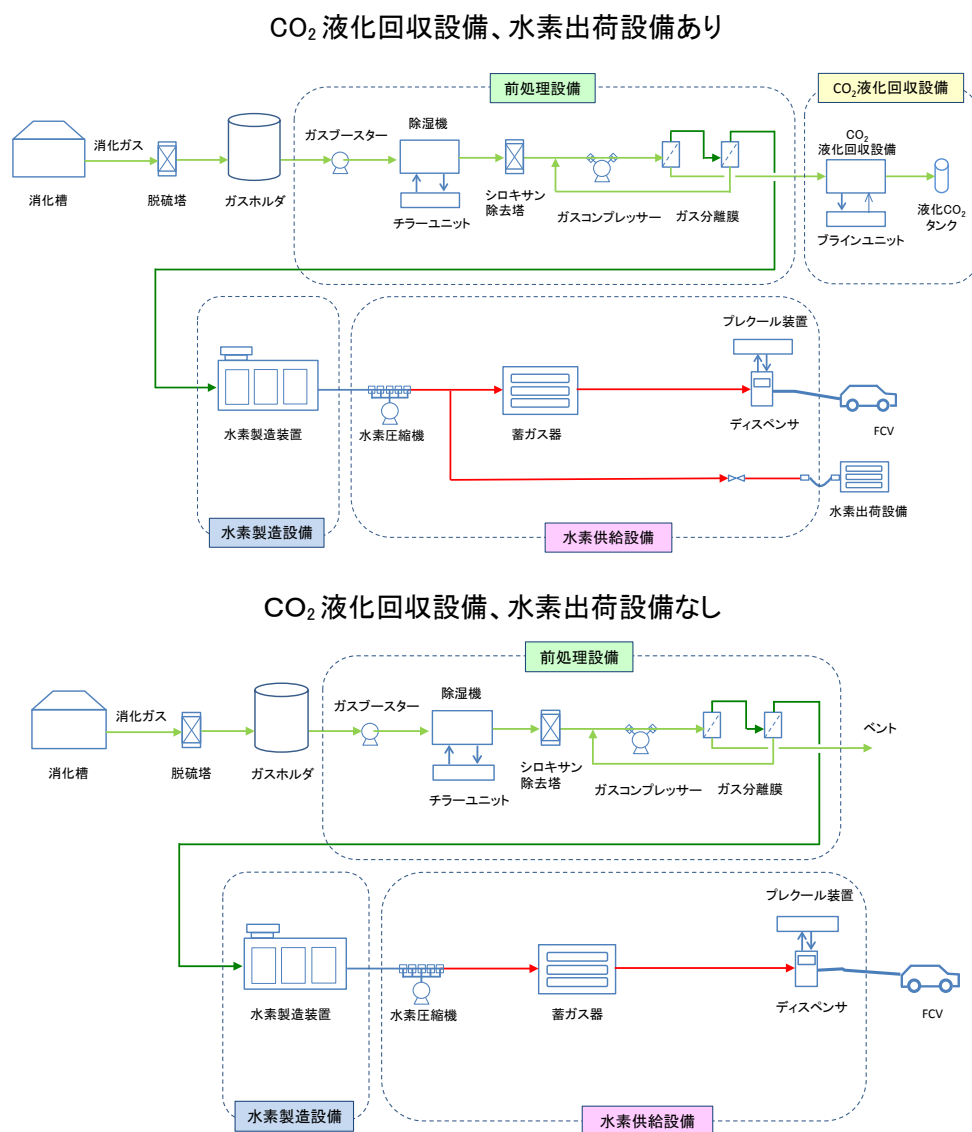 CO₂ 液化回収設備、水素出荷設備あり
前処理設備
CO₂液化回収設備
消化ガス
ガスブースター
除湿機
CO₂
液化回収設備
消化槽
脱硫塔
ガスホルダ
チラーユニット
シロキサン
除去塔
ガスコンプレッサー
ガス分離膜
ブラインユニット
液化CO₂
タンク
プレクール装置
水素製造装置
水素圧縮機
蓄ガス器
ディスペンサ
FCV
水素出荷設備
水素製造設備
水素供給設備
CO₂ 液化回収設備、水素出荷設備なし
前処理設備
消化ガス
ガスブースター
除湿機
ベント
消化槽
脱硫塔
ガスホルダ
チラーユニット
シロキサン
除去塔
ガスコンプレッサー
ガス分離膜
プレクール装置
水素製造装置
水素圧縮機
蓄ガス器
ディスペンサ
FCV
水素製造設備
水素供給設備